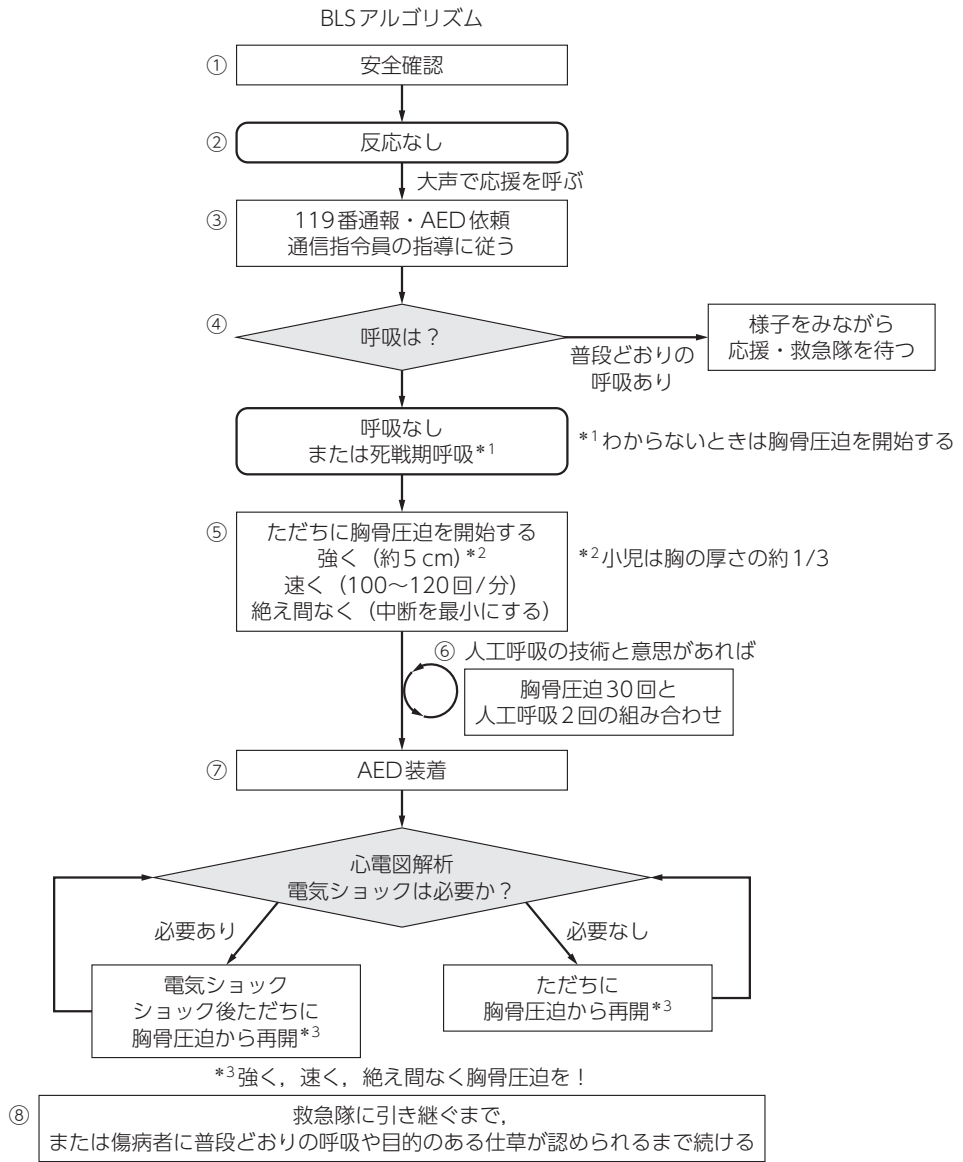 BLSアルゴリズム
① 安全確認
② 反応なし
大声で応援を呼ぶ
③ 119番通報・AED依頼
通信指令員の指導に従う
④ 呼吸は？
普段どおりの
呼吸あり
様子をみながら
応援・救急隊を待つ
呼吸なし
または死戦期呼吸*1
*1わからないときは胸骨圧迫を開始する
⑤ ただちに胸骨圧迫を開始する
強く（約5 cm）*2
速く（100～120回/分）
絶え間なく（中断を最小にする）
*2小児は胸の厚さの約1/3
⑥ 人工呼吸の技術と意思があれば
胸骨圧迫30回と
人工呼吸2回の組み合わせ
⑦ AED装着
心電図解析
電気ショックは必要か？
必要あり
必要なし
電気ショック
ショック後ただちに
胸骨圧迫から再開*3
ただちに
胸骨圧迫から再開*3
*3強く，速く，絶え間なく胸骨圧迫を！
⑧ 救急隊に引き継ぐまで，
または傷病者に普段どおりの呼吸や目的のある仕草が認められるまで続ける